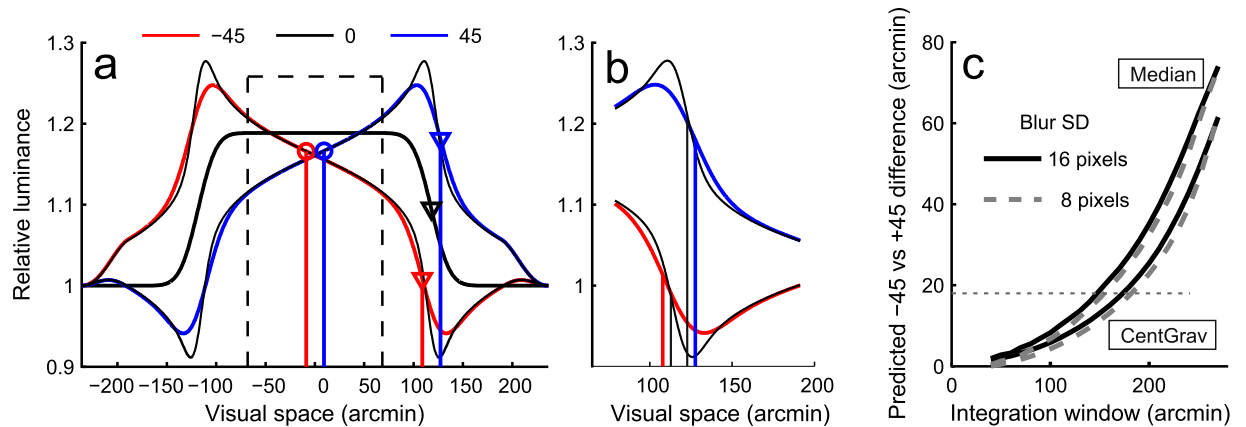 a
−45 0 45
1.3
1.2
1.1
1
0.9
Relative luminance
−200 −150 −100 −50 0 50 100 150 200
Visual space (arcmin)
b
1.3
1.2
1.1
1
0.9
100 150 200
Visual space (arcmin)
c
Predicted −45 vs +45 difference (arcmin)
80
60
40
20
0
Median
Blur SD
16 pixels
8 pixels
CentGrav
0 100 200
Integration window (arcmin)